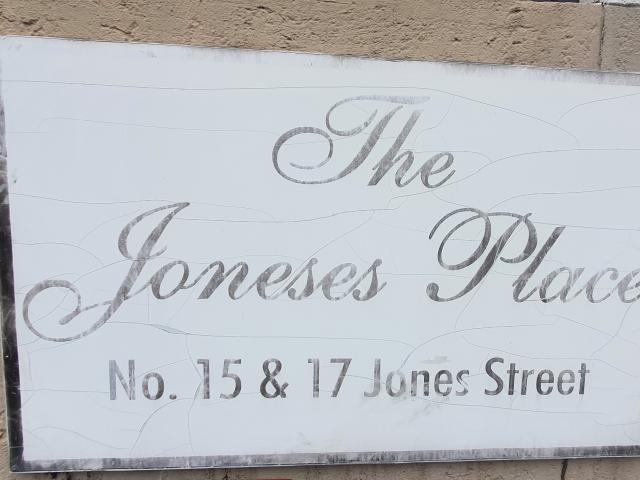 The
Joneses Place
No. 15 & 17 Jones Street